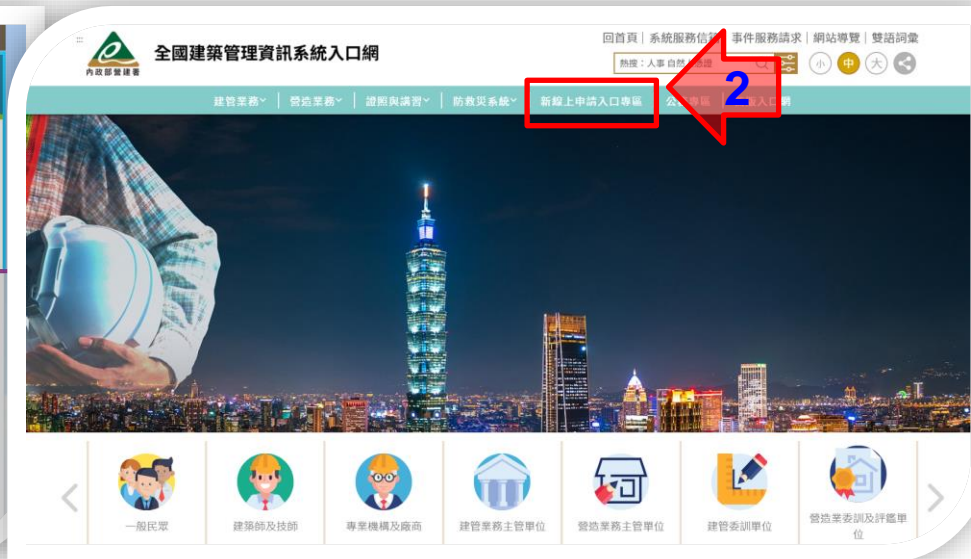 內政部營建署
全國建築管理資訊系統入口網
回首頁 | 系統服務信箱 事件服務請求 | 網站導覽 | 雙語詞彙
熱搜：人事 自然
小 中 大
建管業務 | 營造業務 | 證照與講習 | 防救災系統 | 新線上申請入口專區
2
一般民眾
建築師及技師
專業機構及廠商
建管業務主管單位
營造業務主管單位
建管委訓單位
營造業委訓及評鑑單
位